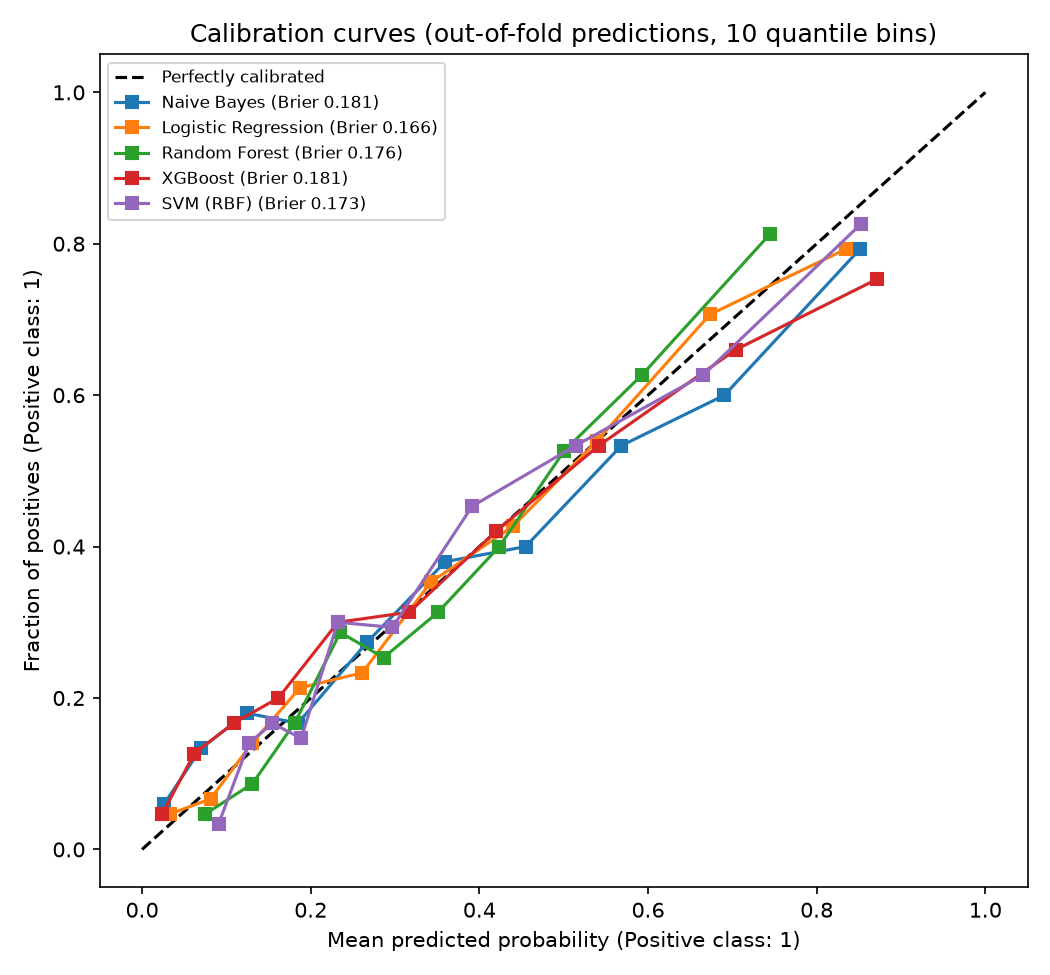 Calibration curves (out-of-fold predictions, 10 quantile bins)
Perfectly calibrated
Naive Bayes (Brier 0.181)
Logistic Regression (Brier 0.166)
Random Forest (Brier 0.176)
XGBoost (Brier 0.181)
SVM (RBF) (Brier 0.173)
Fraction of positives (Positive class: 1)
1.0
0.8
0.6
0.4
0.2
0.0
0.0 0.2 0.4 0.6 0.8 1.0
Mean predicted probability (Positive class: 1)